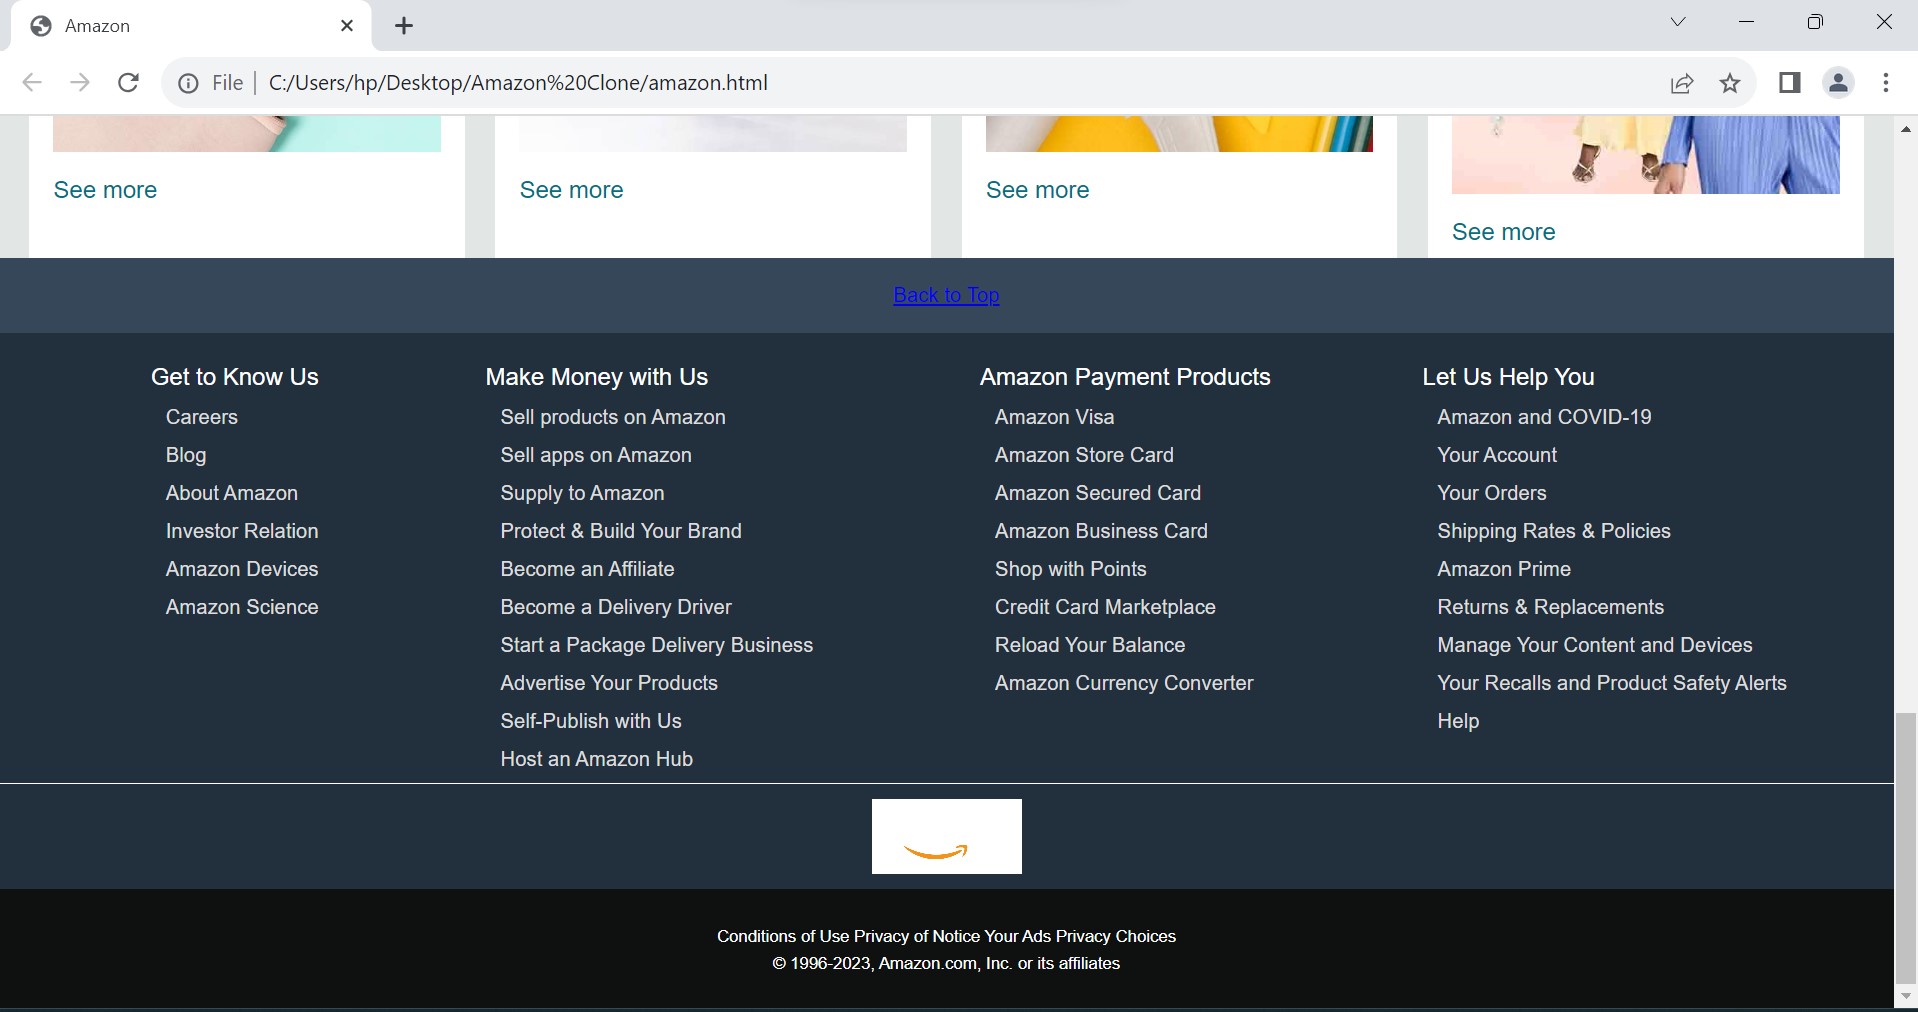 Amazon
File
C:/Users/hp/Desktop/Amazon%20Clone/amazon.html
See more
See more
See more
See more
Back to Top
Get to Know Us
Careers
Blog
About Amazon
Investor Relation
Amazon Devices
Amazon Science
Make Money with Us
Sell products on Amazon
Sell apps on Amazon
Supply to Amazon
Protect & Build Your Brand
Become an Affiliate
Become a Delivery Driver
Start a Package Delivery Business
Advertise Your Products
Self-Publish with Us
Host an Amazon Hub
Amazon Payment Products
Amazon Visa
Amazon Store Card
Amazon Secured Card
Amazon Business Card
Shop with Points
Credit Card Marketplace
Reload Your Balance
Amazon Currency Converter
Let Us Help You
Amazon and COVID-19
Your Account
Your Orders
Shipping Rates & Policies
Amazon Prime
Returns & Replacements
Manage Your Content and Devices
Your Recalls and Product Safety Alerts
Help
Conditions of Use Privacy of Notice Your Ads Privacy Choices
© 1996-2023, Amazon.com, Inc. or its affiliates